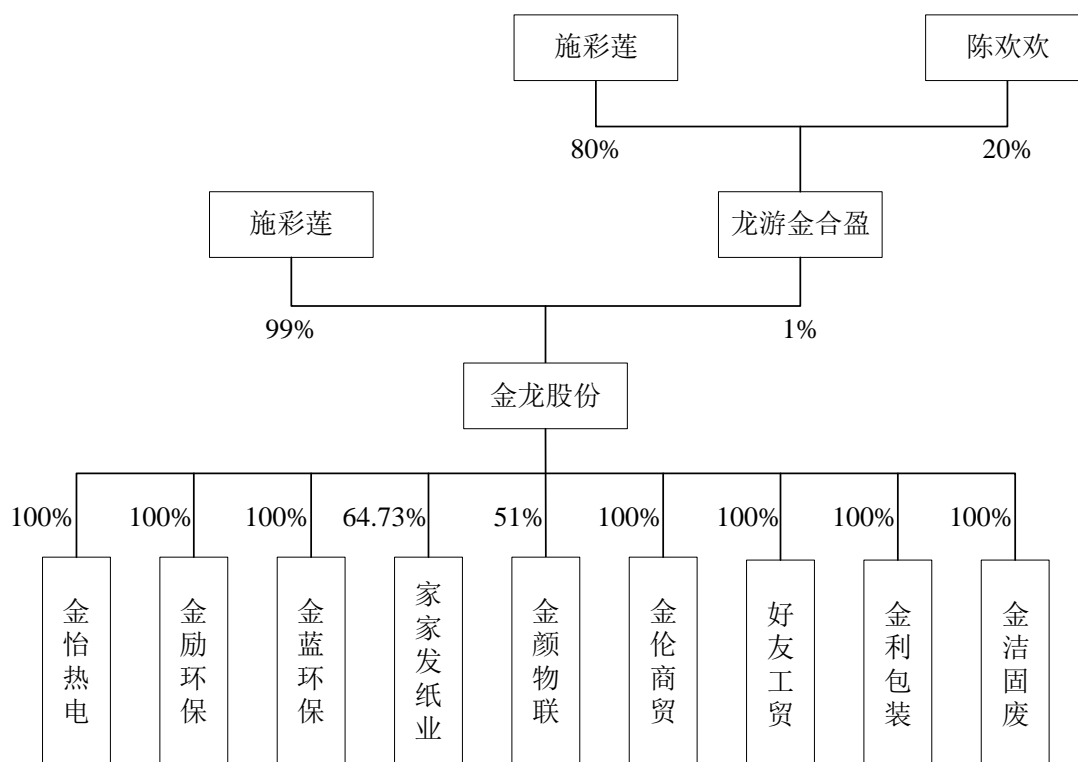 施彩莲
陈欢欢
80%
20%
施彩莲
龙游金合盈
99%
1%
金龙股份
100%
100%
100%
64.73%
51%
100%
100%
100%
100%
金怡热电
金励环保
金蓝环保
家家发纸业
金颜物联
金伦商贸
好友工贸
金利包装
金洁固废